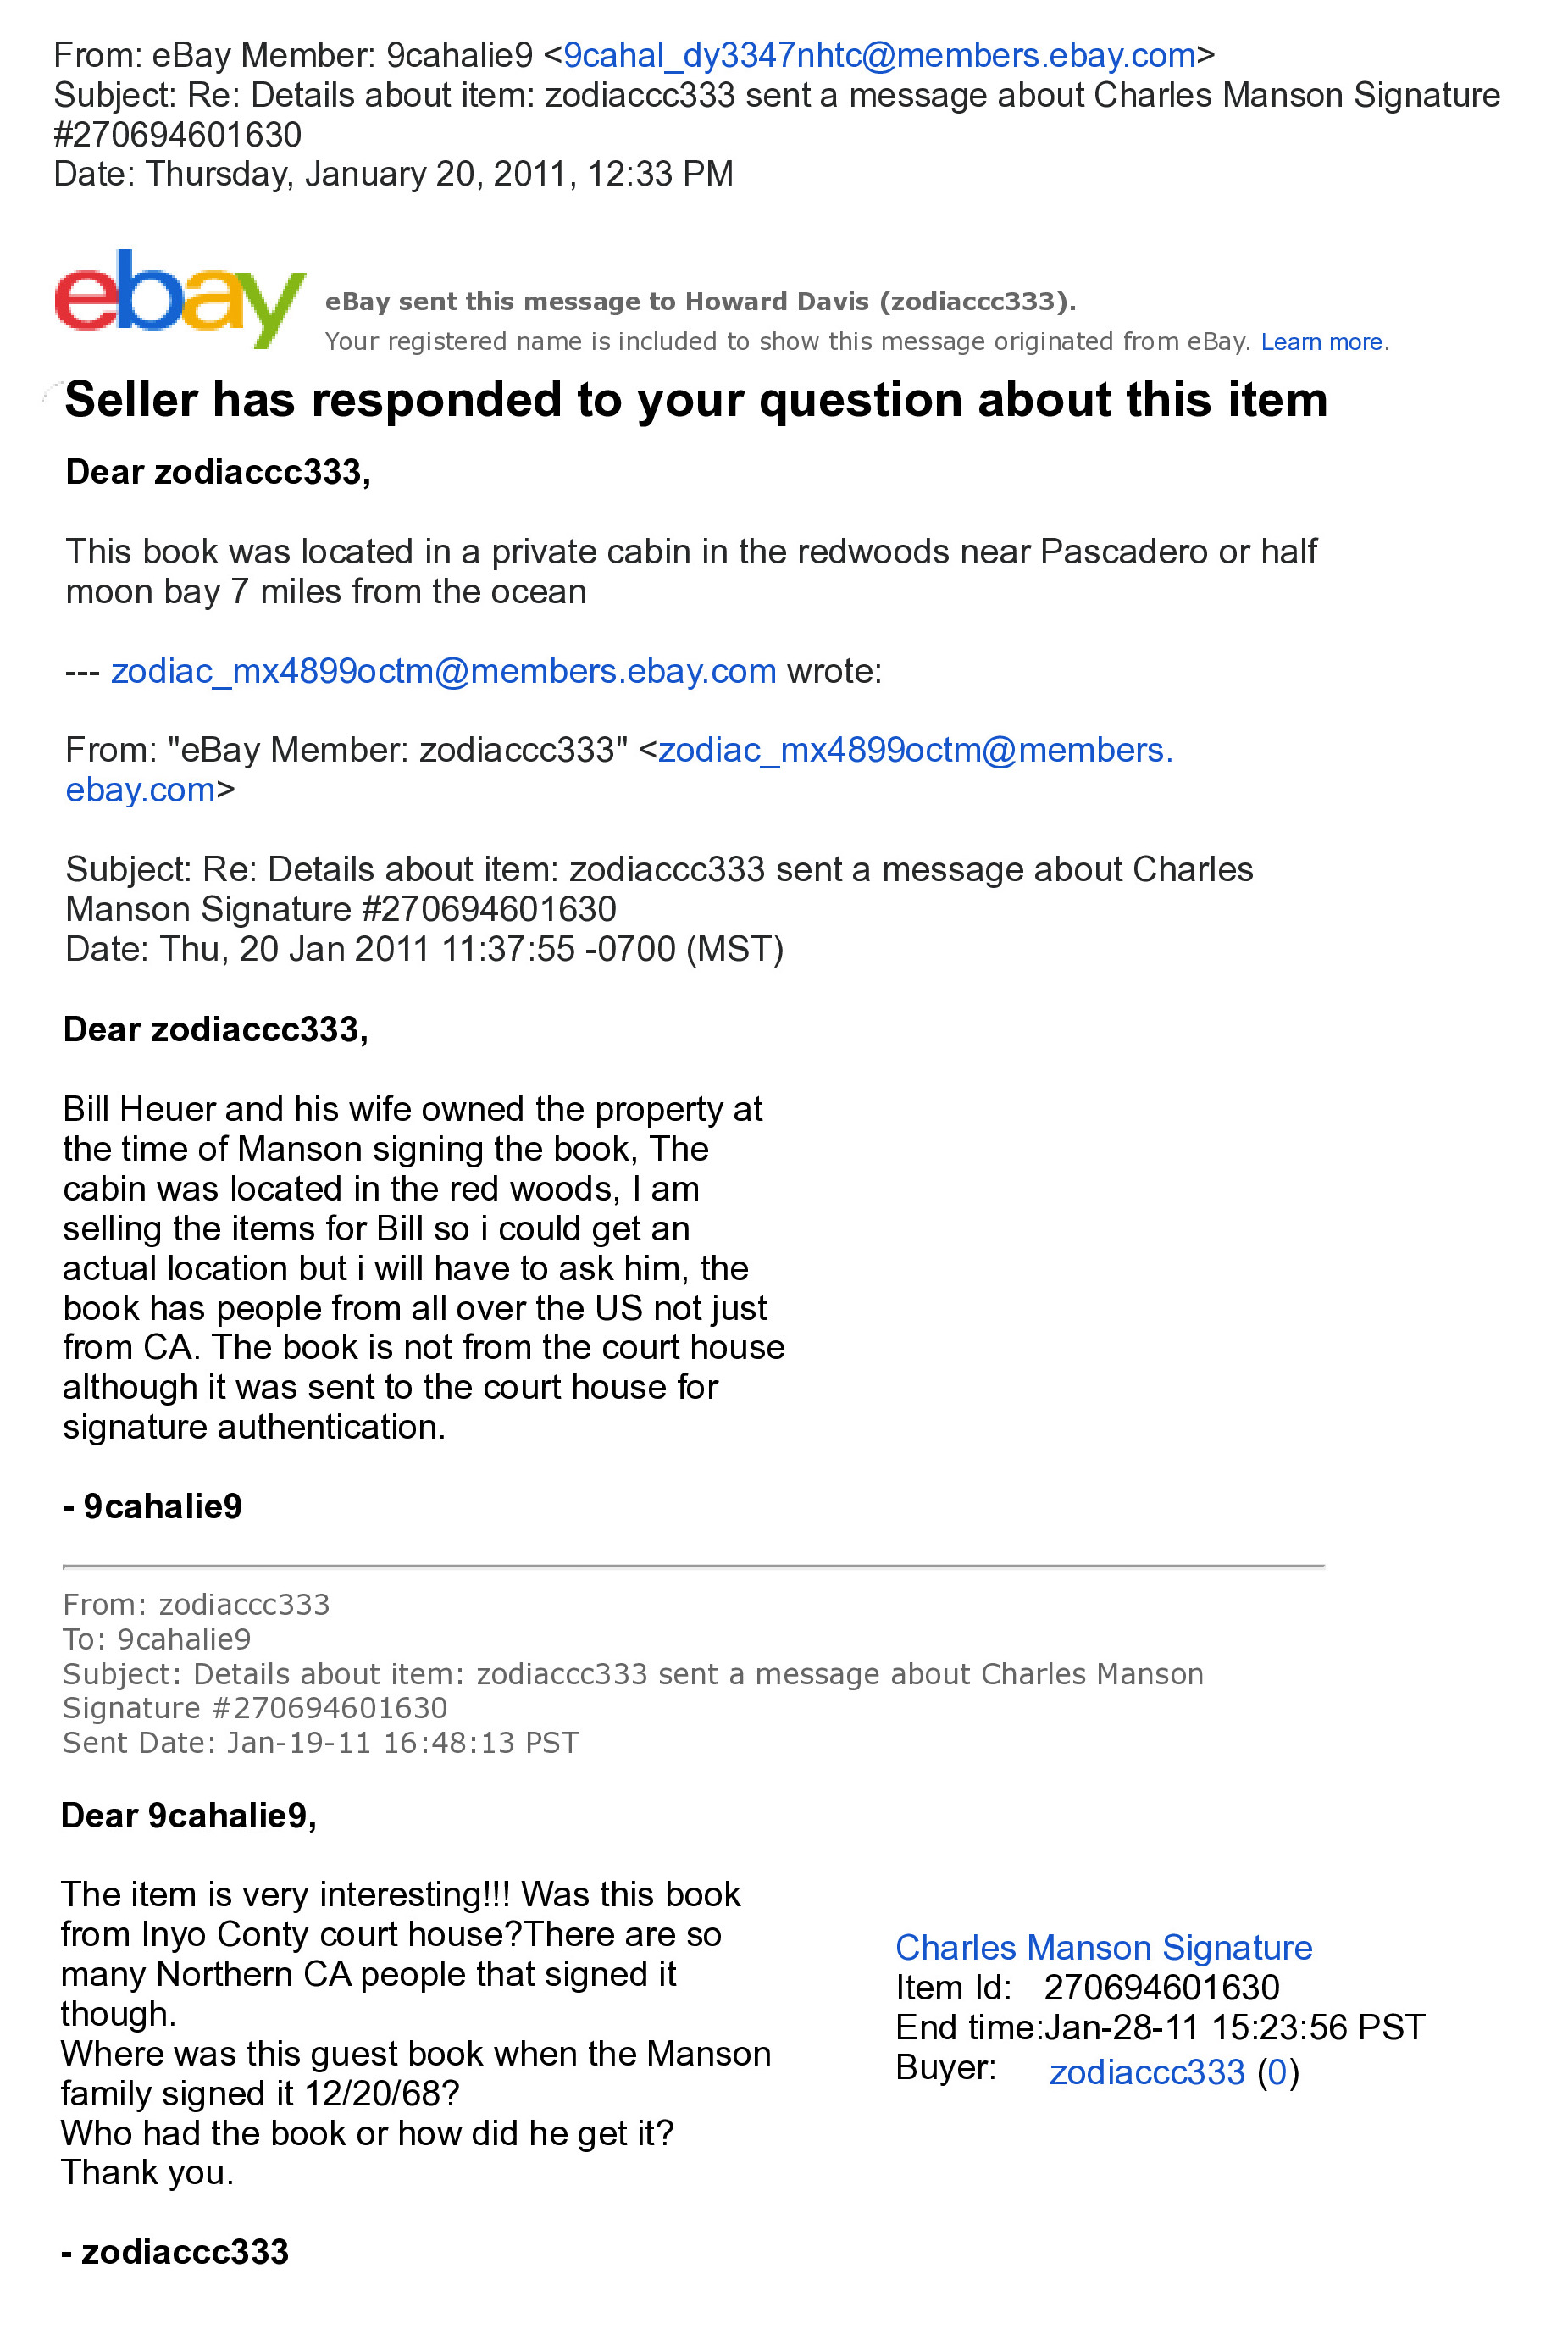 From: eBay Member: 9cahalie9 <9cahal_dy3347nhtc@members.ebay.com>
Subject: Re: Details about item: zodiaccc333 sent a message about Charles Manson Signature
#270694601630
Date: Thursday, January 20, 2011, 12:33 PM
ebay
eBay sent this message to Howard Davis (zodiaccc333).
Your registered name is included to show this message originated from eBay. Learn more.
Seller has responded to your question about this item
Dear zodiaccc333,
This book was located in a private cabin in the redwoods near Pascadero or half
moon bay 7 miles from the ocean
--- zodiac_mx4899octm@members.ebay.com wrote:
From: "eBay Member: zodiaccc333" <zodiac_mx4899octm@members.
ebay.com>
Subject: Re: Details about item: zodiaccc333 sent a message about Charles
Manson Signature #270694601630
Date: Thu, 20 Jan 2011 11:37:55 -0700 (MST)
Dear zodiaccc333,
Bill Heuer and his wife owned the property at
the time of Manson signing the book, The
cabin was located in the red woods, I am
selling the items for Bill so i could get an
actual location but i will have to ask him, the
book has people from all over the US not just
from CA. The book is not from the court house
although it was sent to the court house for
signature authentication.
- 9cahalie9
From: zodiaccc333
To: 9cahalie9
Subject: Details about item: zodiaccc333 sent a message about Charles Manson
Signature #270694601630
Sent Date: Jan-19-11 16:48:13 PST
Dear 9cahalie9,
The item is very interesting!!! Was this book
from Inyo Conty court house?There are so
many Northern CA people that signed it
though.
Where was this guest book when the Manson
family signed it 12/20/68?
Who had the book or how did he get it?
Thank you.
- zodiaccc333
Charles Manson Signature
Item Id: 270694601630
End time:Jan-28-11 15:23:56 PST
Buyer: zodiaccc333 (0)